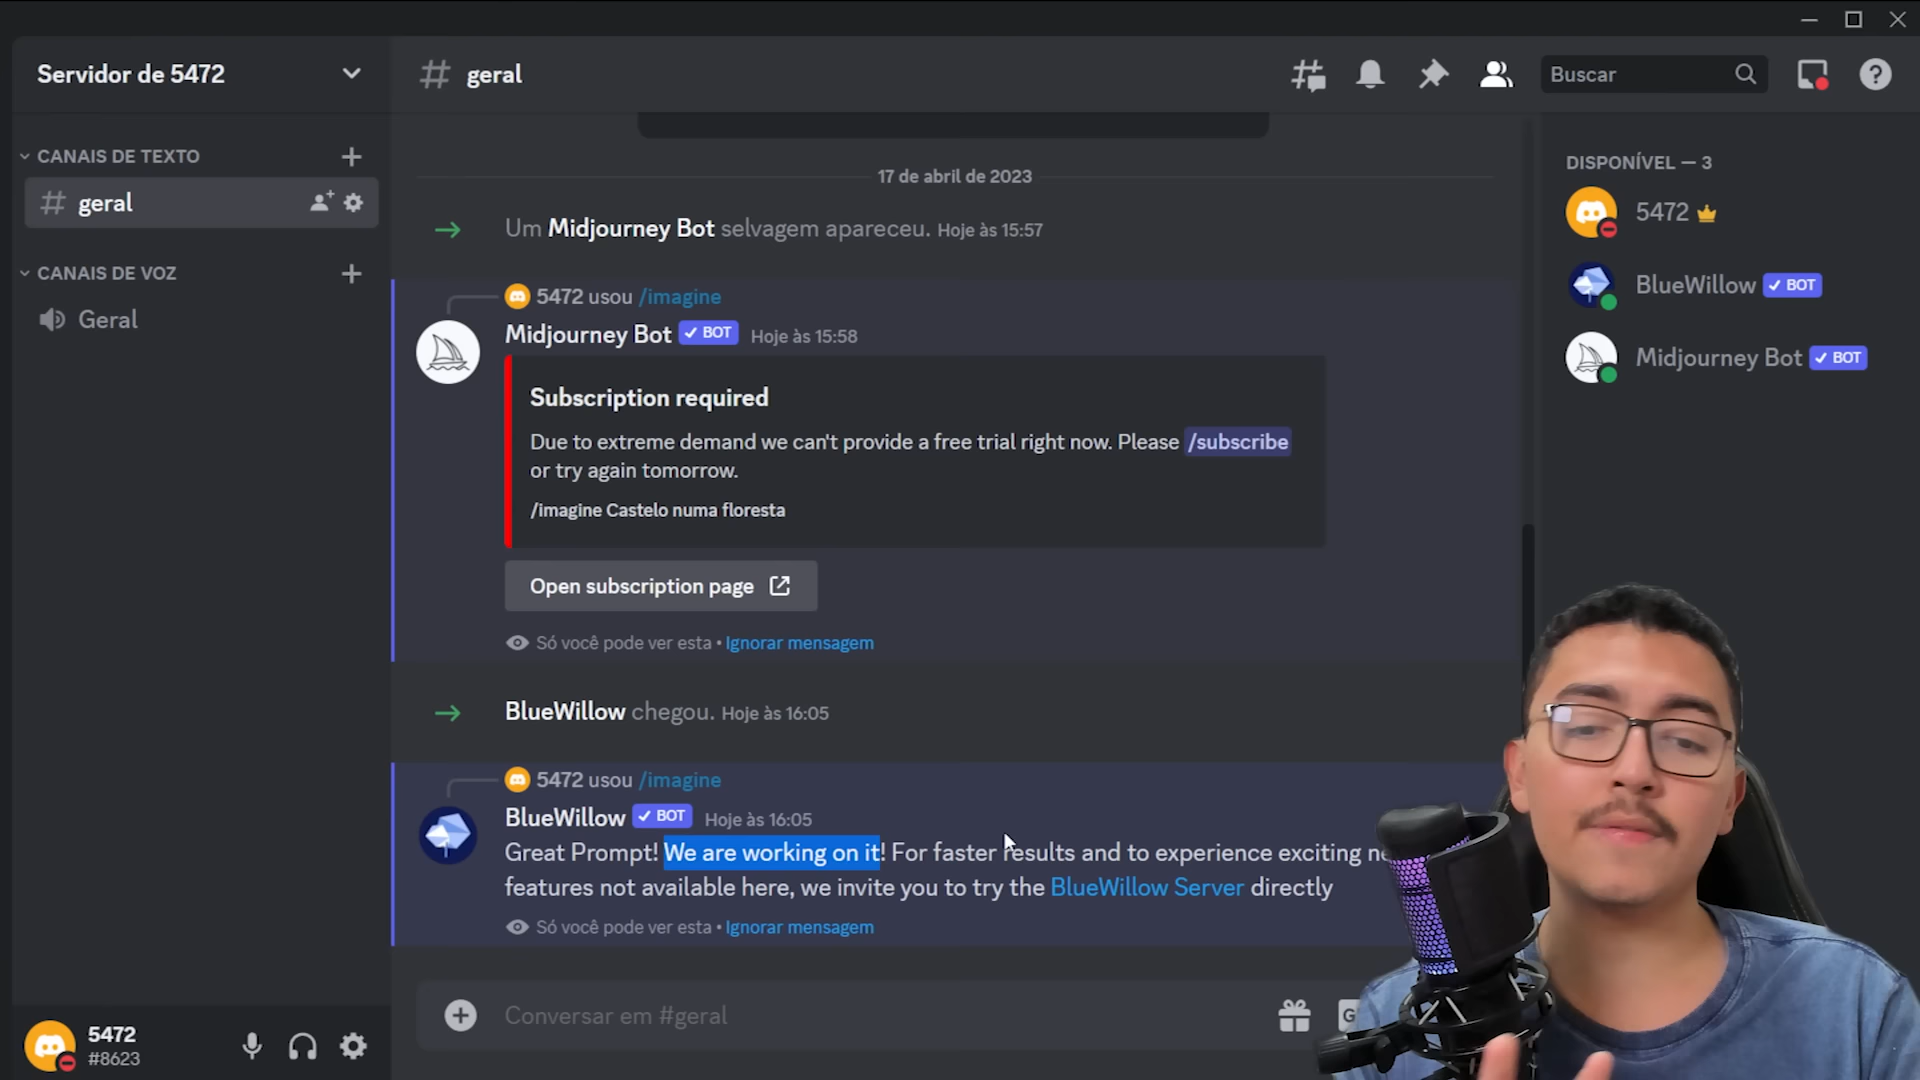 Servidor de 5472
geral
Buscar
CANAIS DE TEXTO
geral
CANAIS DE VOZ
Geral
17 de abril de 2023
Um Midjourney Bot selvagem apareceu. Hoje às 15:57
5472 usou /imagine
Midjourney Bot BOT Hoje às 15:58
Subscription required
Due to extreme demand we can't provide a free trial right now. Please /subscribe
or try again tomorrow.
/imagine Castelo numa floresta
Open subscription page
Só você pode ver esta • Ignorar mensagem
BlueWillow chegou. Hoje às 16:05
5472 usou /imagine
BlueWillow BOT Hoje às 16:05
Great Prompt! We are working on it! For faster results and to experience exciting
features not available here, we invite you to try the BlueWillow Server directly
Só você pode ver esta • Ignorar mensagem
Conversar em #geral
5472
#8623
DISPONÍVEL — 3
5472
BlueWillow BOT
Midjourney Bot BOT